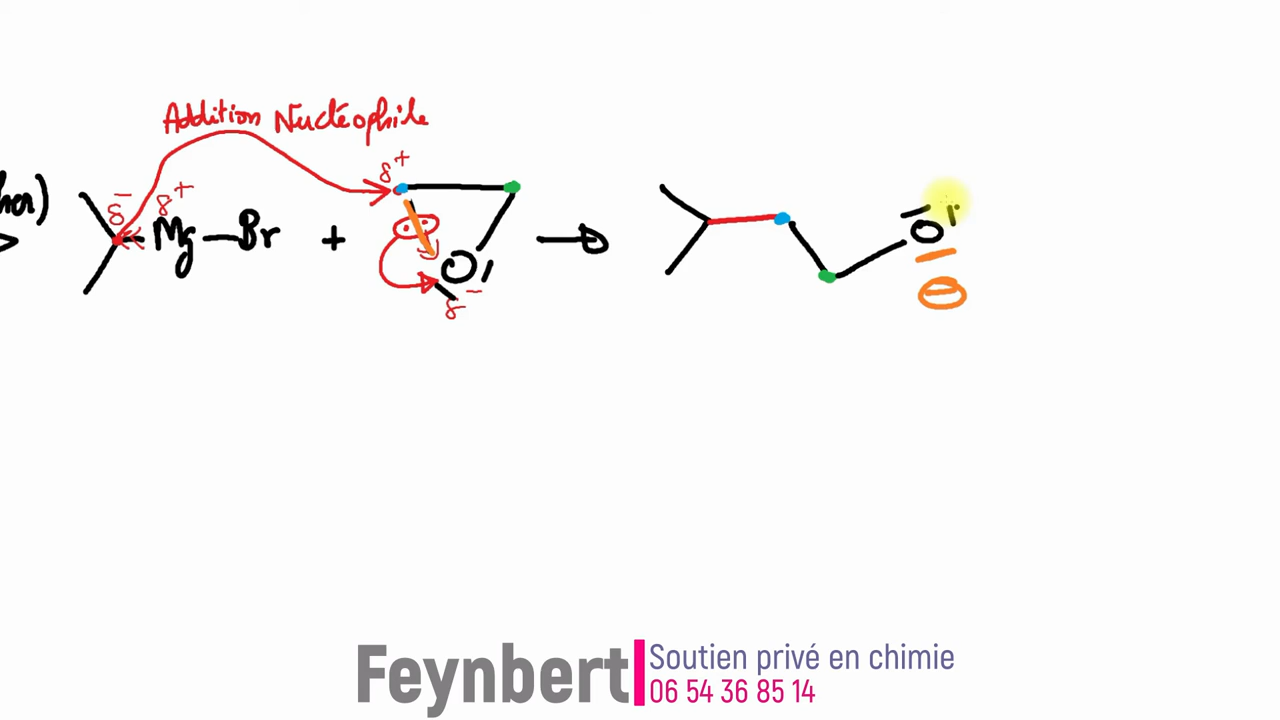 Addition Nucléophile
δ⁻ δ⁺ δ⁺
Mg—Br + O → O
δ⁻ ⊖
Feynbert
Soutien privé en chimie
06 54 36 85 14